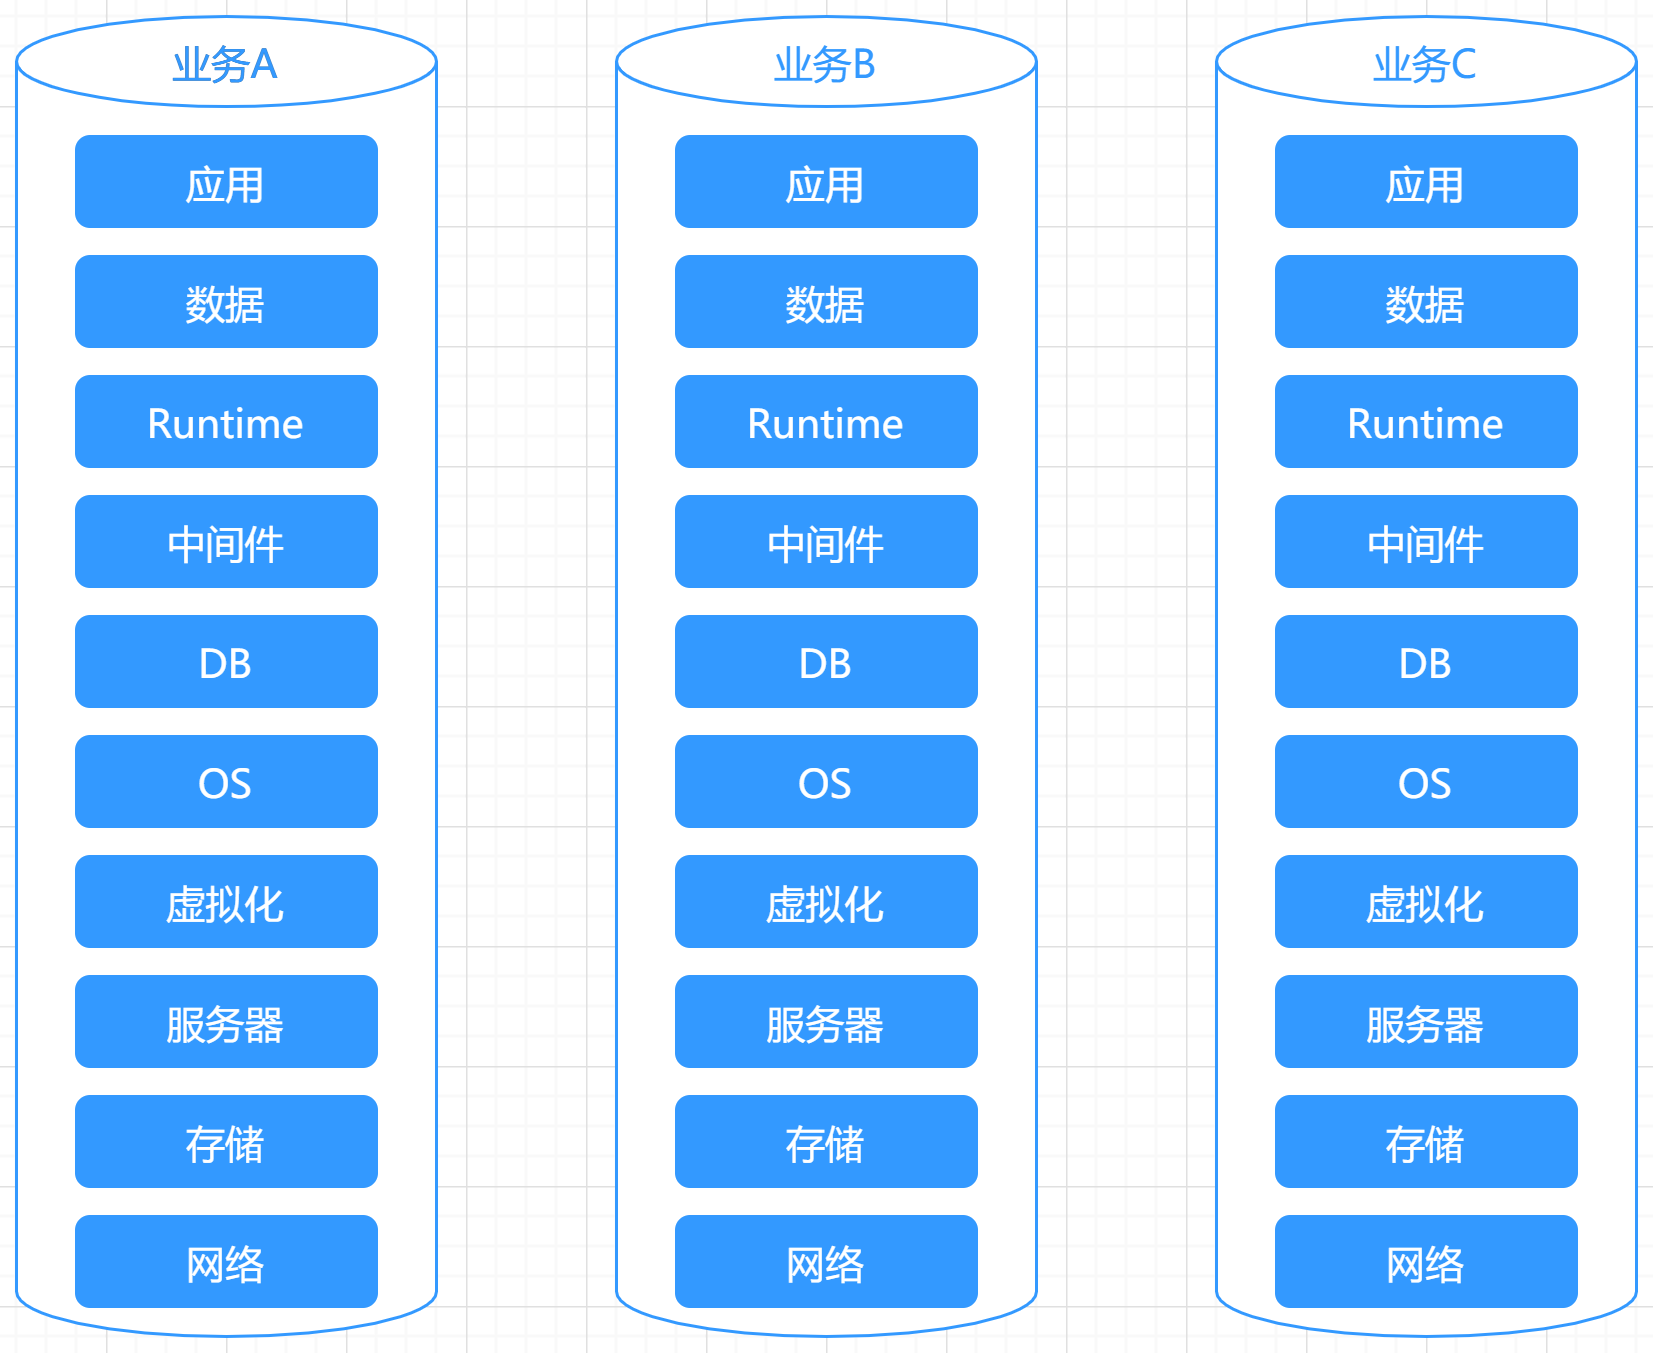 业务A
应用
数据
Runtime
中间件
DB
OS
虚拟化
服务器
存储
网络
业务B
应用
数据
Runtime
中间件
DB
OS
虚拟化
服务器
存储
网络
业务C
应用
数据
Runtime
中间件
DB
OS
虚拟化
服务器
存储
网络